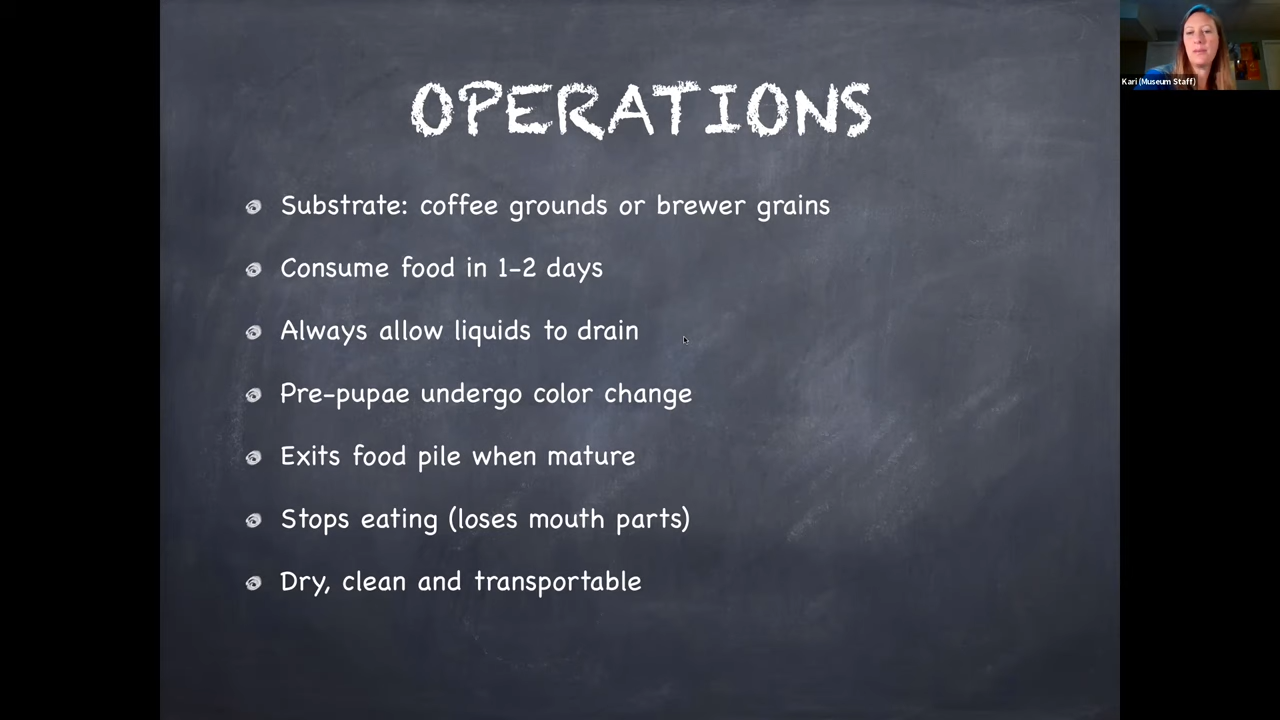 OPERATIONS
Substrate: coffee grounds or brewer grains
Consume food in 1-2 days
Always allow liquids to drain
Pre-pupae undergo color change
Exits food pile when mature
Stops eating (loses mouth parts)
Dry, clean and transportable
Kari (Museum Staff)